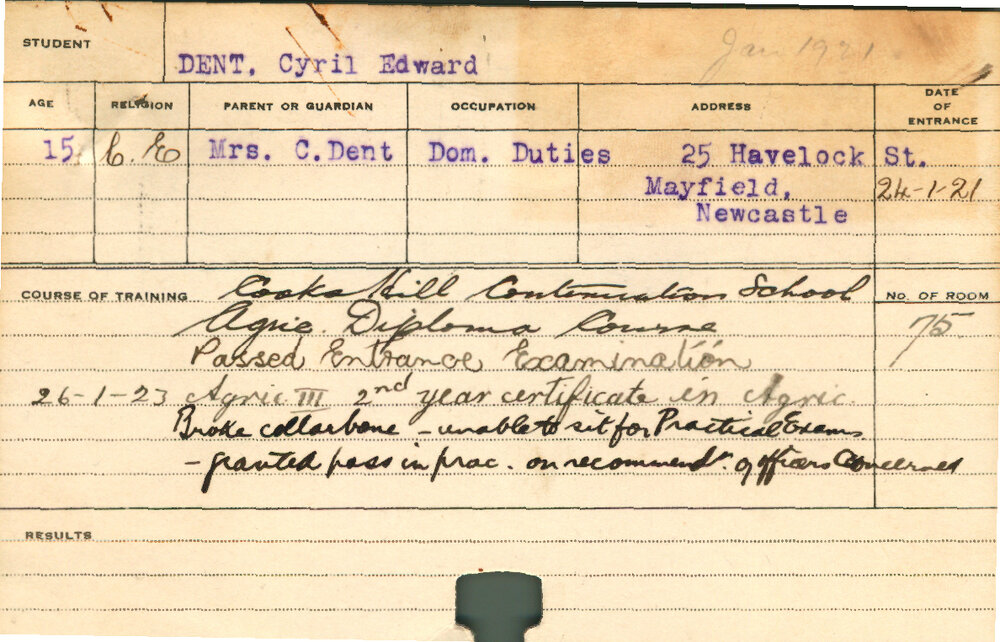 STUDENT
DENT, Cyril Edward
Jan 1921
AGE RELIGION PARENT OR GUARDIAN OCCUPATION ADDRESS DATE OF ENTRANCE
15 C. E Mrs. C. Dent Dom. Duties 25 Havelock St.
Mayfield, 24-1-21
Newcastle
COURSE OF TRAINING Cooks Hill Continuation School NO. OF ROOM
Agric. Diploma Course 75
Passed Entrance Examination
26-1-23 Agric III 2nd year certificate in Agric
Broke collarbone - unable to sit for Practical Exams
- granted pass in prac. on recommendn. of officers concerned
RESULTS